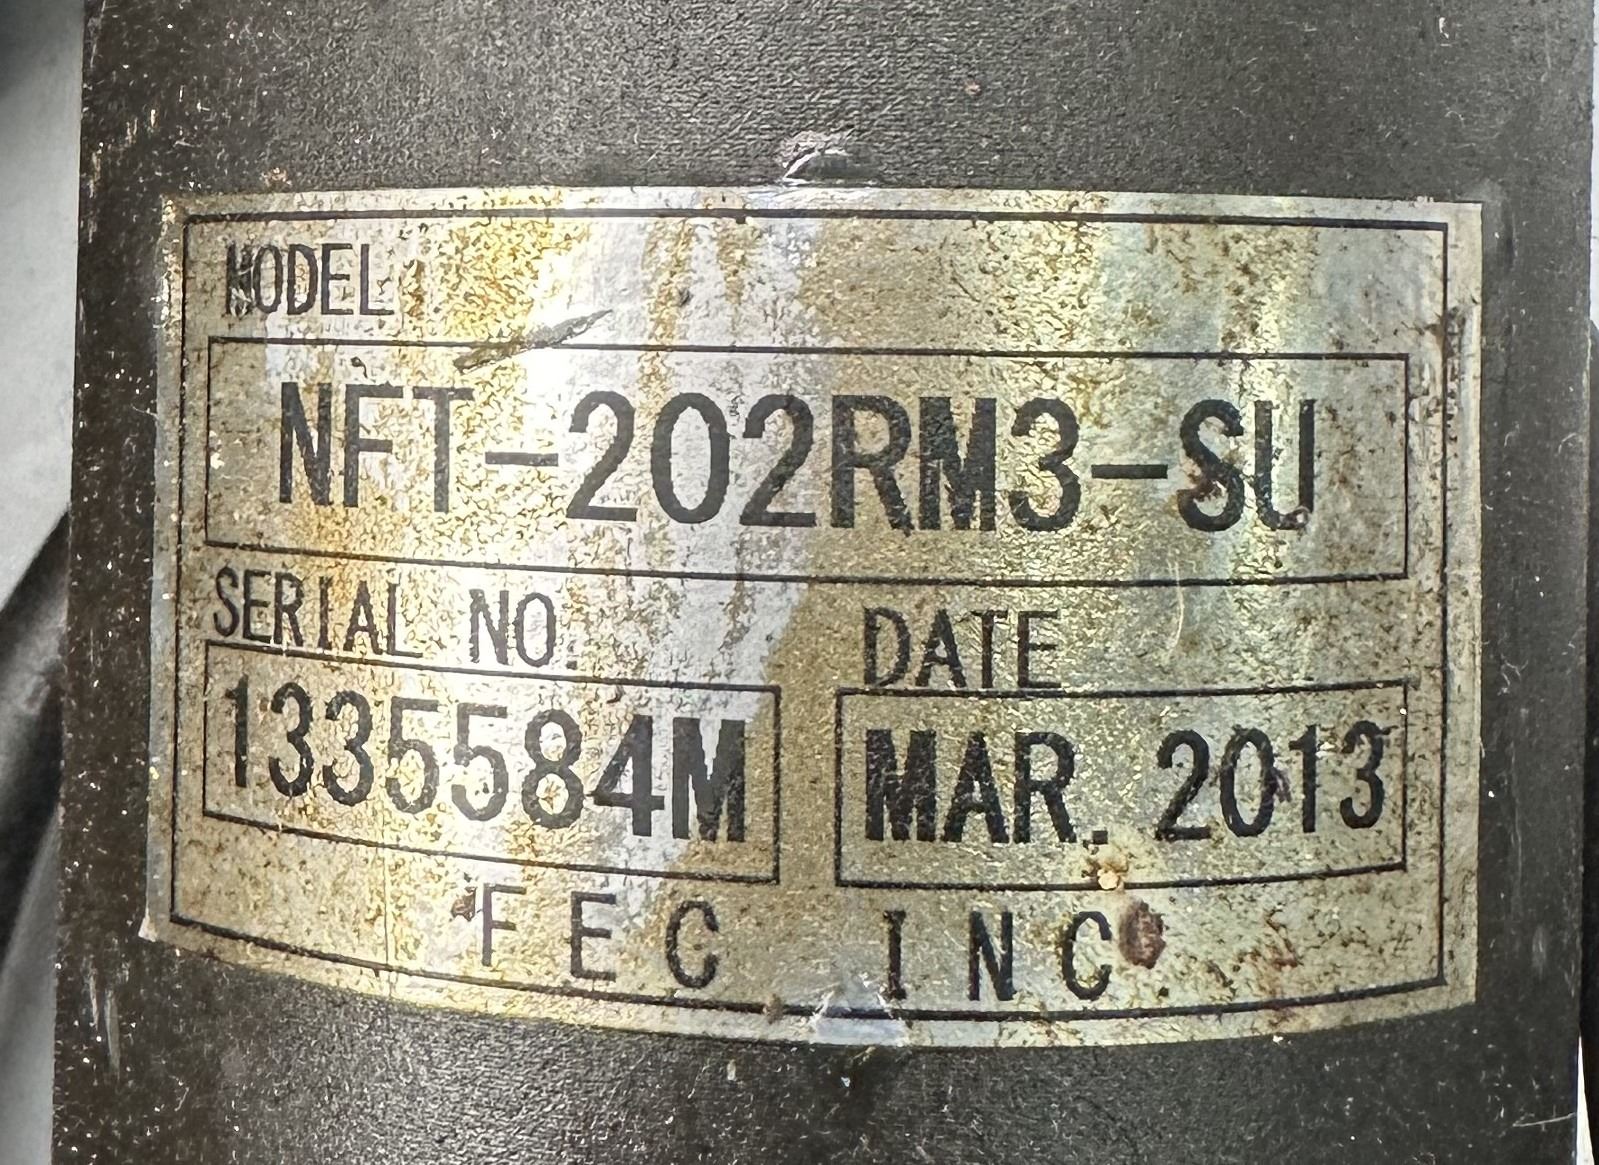 MODEL
NFT-202RM3-SU
SERIAL NO. DATE
1335584M MAR. 2013
FEC INC.